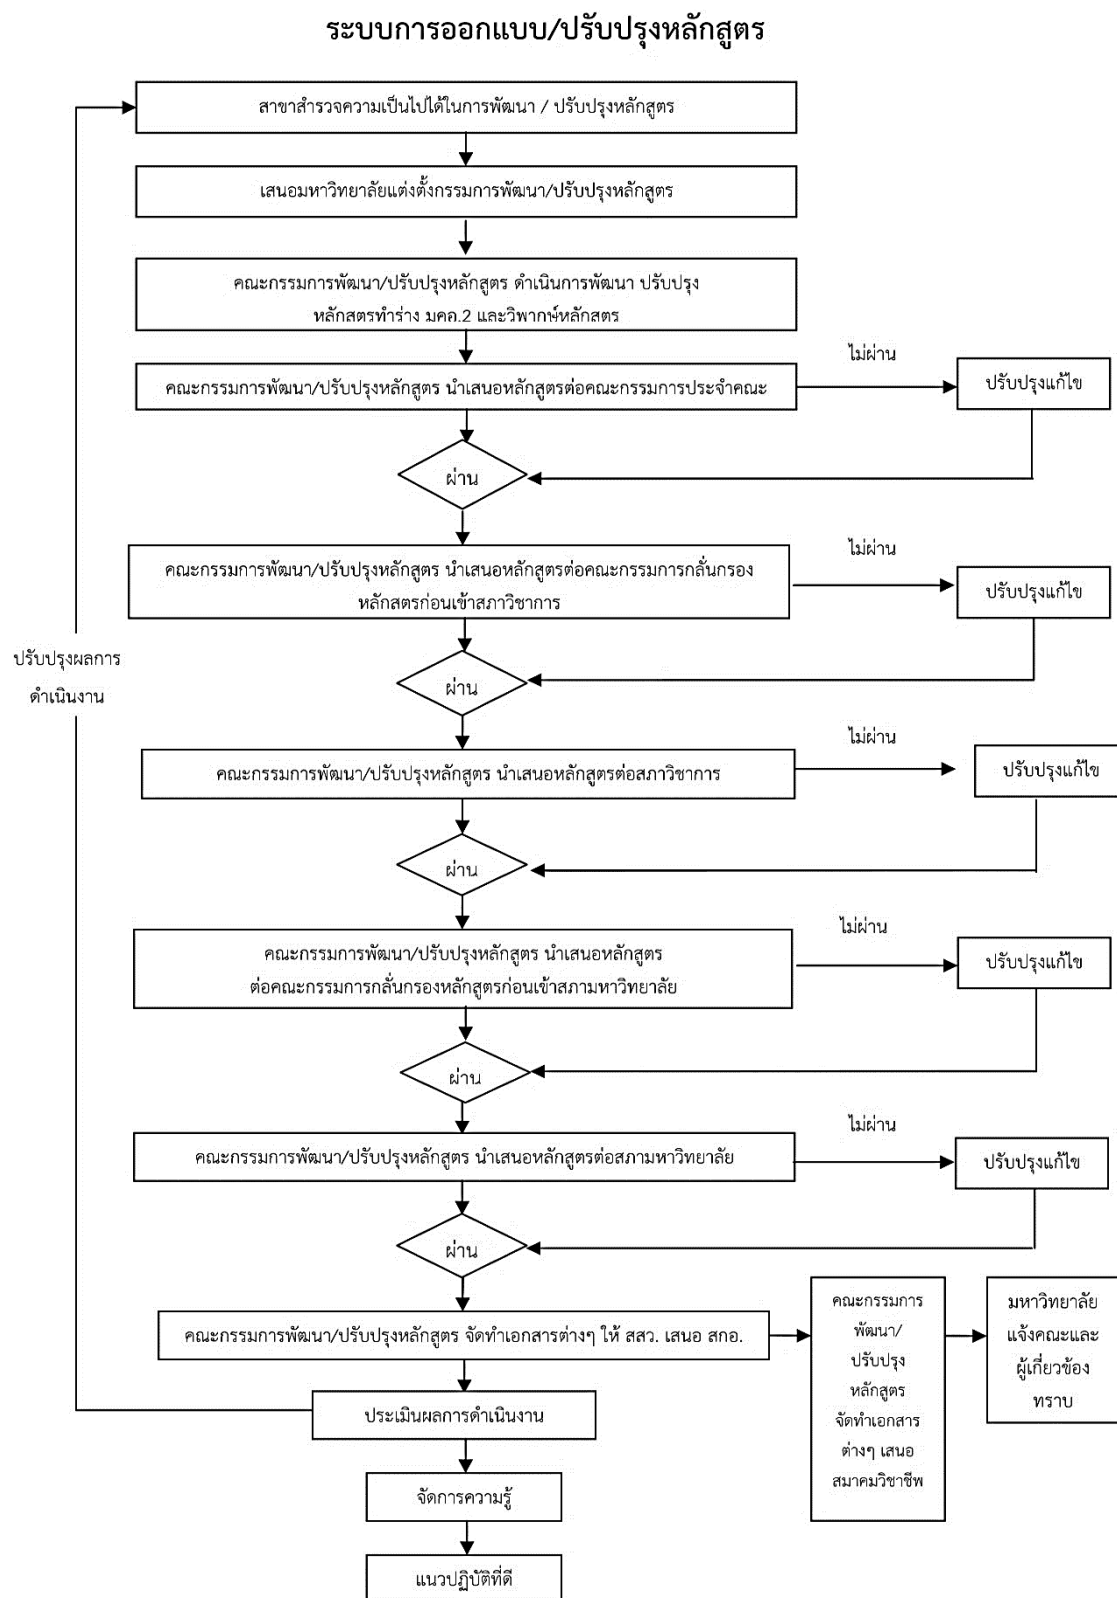 ระบบการออกแบบ/ปรับปรุงหลักสูตร
สาขาสำรวจความเป็นไปได้ในการพัฒนา / ปรับปรุงหลักสูตร
เสนอมหาวิทยาลัยแต่งตั้งกรรมการพัฒนา/ปรับปรุงหลักสูตร
คณะกรรมการพัฒนา/ปรับปรุงหลักสูตร ดำเนินการพัฒนา ปรับปรุง
หลักสตรทำร่าง มคอ.2 และวิพากษ์หลักสตร
คณะกรรมการพัฒนา/ปรับปรุงหลักสูตร นำเสนอหลักสูตรต่อคณะกรรมการประจำคณะ
ไม่ผ่าน
ปรับปรุงแก้ไข
ผ่าน
คณะกรรมการพัฒนา/ปรับปรุงหลักสูตร นำเสนอหลักสูตรต่อคณะกรรมการกลั่นกรอง
หลักสตรก่อนเข้าสภาวิชาการ
ไม่ผ่าน
ปรับปรุงแก้ไข
ผ่าน
ปรับปรุงผลการ
ดำเนินงาน
คณะกรรมการพัฒนา/ปรับปรุงหลักสูตร นำเสนอหลักสูตรต่อสภาวิชาการ
ไม่ผ่าน
ปรับปรุงแก้ไข
ผ่าน
คณะกรรมการพัฒนา/ปรับปรุงหลักสูตร นำเสนอหลักสูตร
ต่อคณะกรรมการกลั่นกรองหลักสูตรก่อนเข้าสภามหาวิทยาลัย
ไม่ผ่าน
ปรับปรุงแก้ไข
ผ่าน
คณะกรรมการพัฒนา/ปรับปรุงหลักสูตร นำเสนอหลักสูตรต่อสภามหาวิทยาลัย
ไม่ผ่าน
ปรับปรุงแก้ไข
ผ่าน
คณะกรรมการพัฒนา/ปรับปรุงหลักสูตร จัดทำเอกสารต่างๆ ให้ สสว. เสนอ สกอ.
คณะกรรมการ
พัฒนา/
ปรับปรุง
หลักสูตร
จัดทำเอกสาร
ต่างๆ เสนอ
สมาคมวิชาชีพ
มหาวิทยาลัย
แจ้งคณะและ
ผู้เกี่ยวข้อง
ทราบ
ประเมินผลการดำเนินงาน
จัดการความรู้
แนวปฏิบัติที่ดี